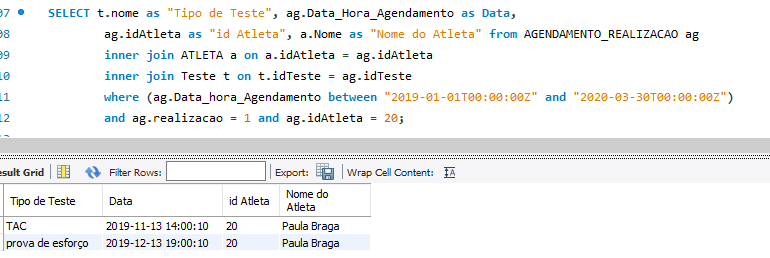 07 SELECT t.nome as "Tipo de Teste", ag.Data_Hora_Agendamento as Data,
08 ag.idAtleta as "id Atleta", a.Nome as "Nome do Atleta" from AGENDAMENTO_REALIZACAO ag
09 inner join ATLETA a on a.idAtleta = ag.idAtleta
10 inner join Teste t on t.idTeste = ag.idTeste
11 where (ag.Data_hora_Agendamento between "2019-01-01T00:00:00Z" and "2020-03-30T00:00:00Z")
12 and ag.realizacao = 1 and ag.idAtleta = 20;
esult Grid Filter Rows: Export: Wrap Cell Content:
Tipo de Teste Data id Atleta Nome do Atleta
TAC 2019-11-13 14:00:10 20 Paula Braga
prova de esforço 2019-12-13 19:00:10 20 Paula Braga